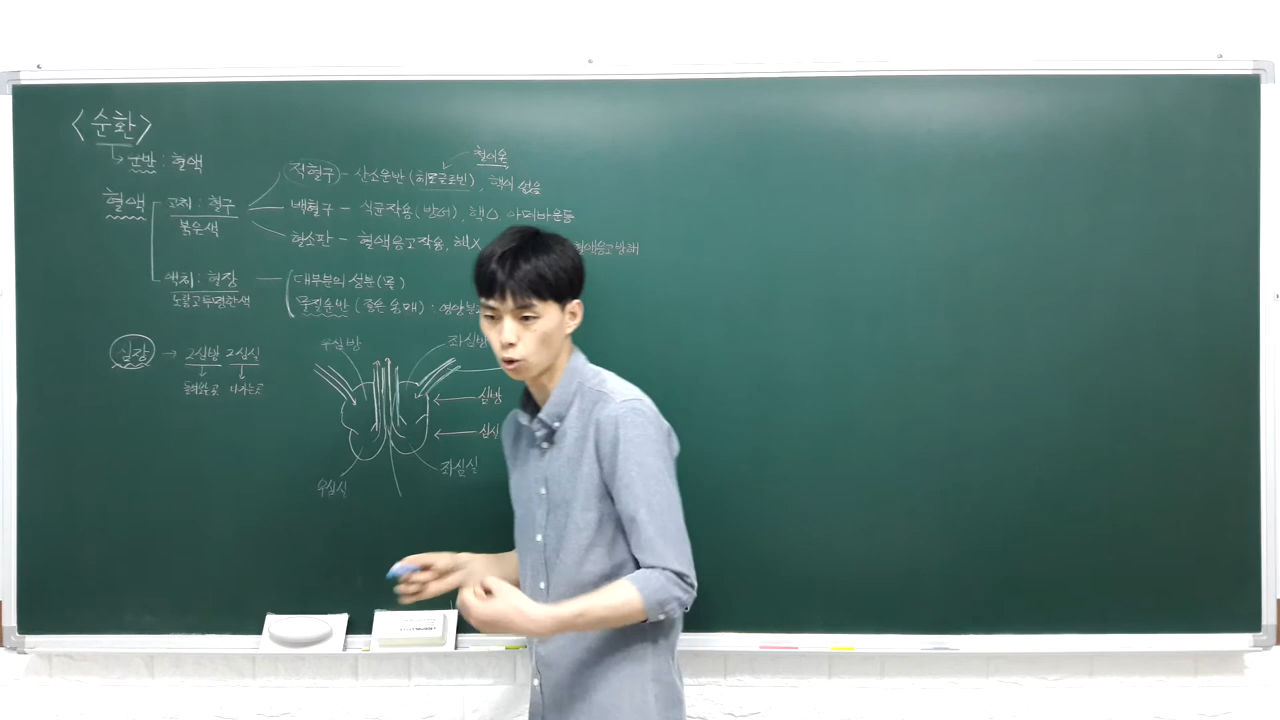 <순환>
운반 : 혈액
철이온
적혈구 - 산소운반 (헤모글로빈), 핵이 없음
혈액 고체 : 혈구
붉은색
백혈구 - 식균작용(방어), 핵O, 아메바운동
혈소판 - 혈액응고작용, 핵X
혈액응고 방해
액체 : 혈장
노랗고 투명한색
대부분의 성분(물)
물질운반 (좋은 용매) : 영양분
심장 → 2심방 2심실
들어오는곳 나가는곳
우심방 좌심방
심방
심실
좌심실
우심실